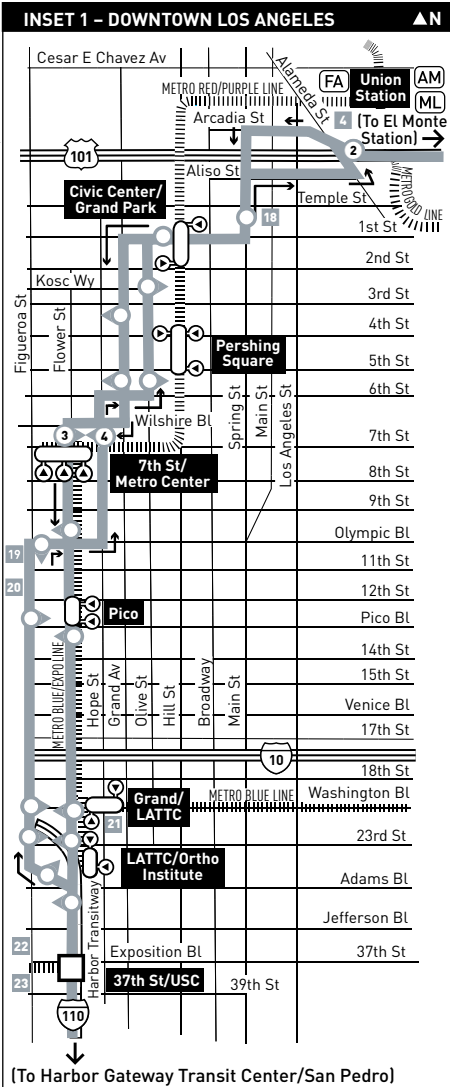 INSET 1 – DOWNTOWN LOS ANGELES ▲N
Cesar E Chavez Av
Alameda St
FA
Union
Station
AM
ML
METRO RED/PURPLE LINE
4
(To El Monte
Station)
Arcadia St
2
101
METRO GOLD LINE
Aliso St
Civic Center/
Grand Park
Temple St
18
1st St
2nd St
Kosc Wy
3rd St
4th St
Figueroa St
Flower St
Pershing
Square
5th St
6th St
Spring St
Main St
Los Angeles St
Wilshire Bl
3
4
7th St
7th St/
Metro Center
8th St
9th St
Olympic Bl
19
11th St
20
12th St
Pico
Pico Bl
14th St
METRO BLUE/EXPO LINE
Hope St
Grand Av
Olive St
Hill St
Broadway
Main St
15th St
Venice Bl
17th St
10
18th St
Grand/
LATTC
METRO BLUE LINE
Washington Bl
21
23rd St
LATTC/Ortho
Institute
Adams Bl
Harbor Transitway
Jefferson Bl
22
Exposition Bl
37th St
23
37th St/USC
39th St
110
(To Harbor Gateway Transit Center/San Pedro)